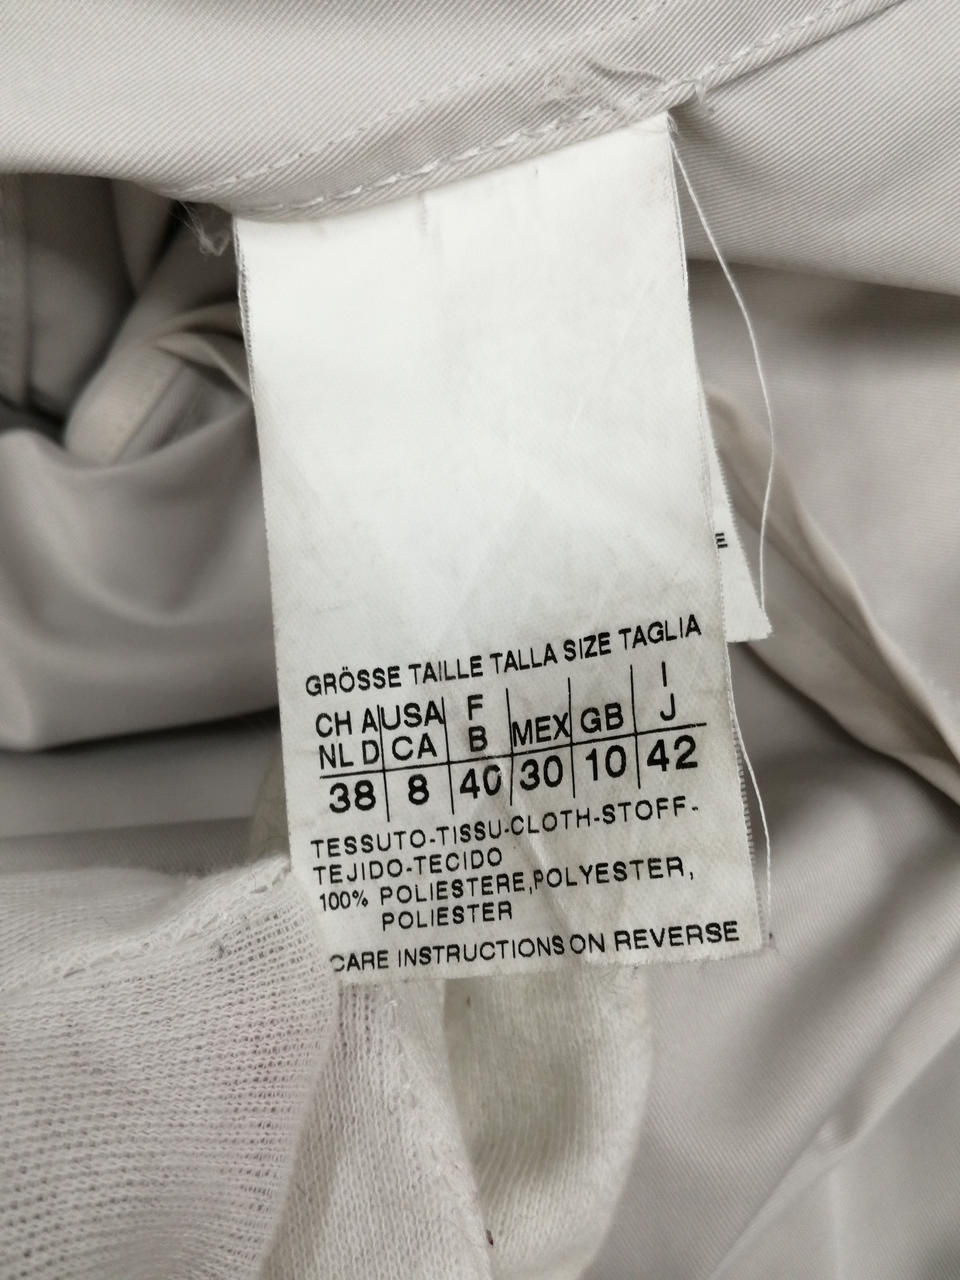 GRÖSSE TAILLE TALLA SIZE TAGLIA
CH A USA F MEX GB I
NL D CA B J
38 8 40 30 10 42
TESSUTO-TISSU-CLOTH-STOFF-
TEJIDO-TECIDO
100% POLIESTERE,POLYESTER,
POLIESTER
CARE INSTRUCTIONS ON REVERSE
E